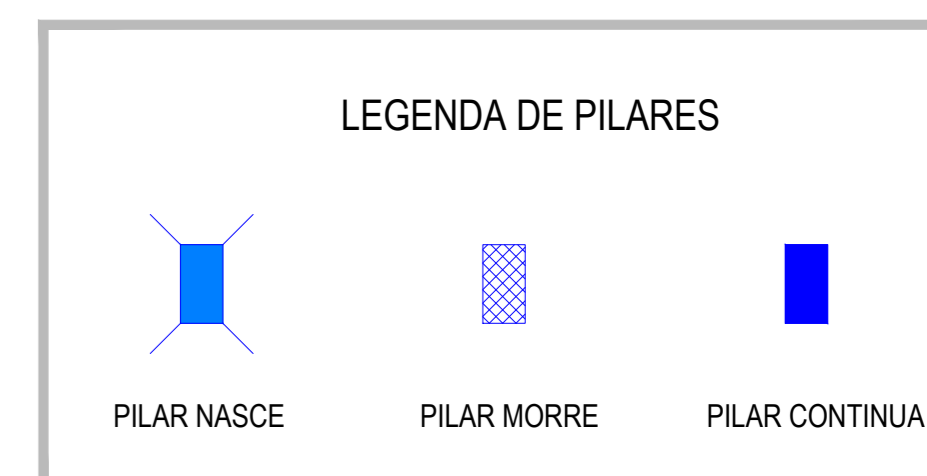 LEGENDA DE PILARES
PILAR NASCE PILAR MORRE PILAR CONTINUA